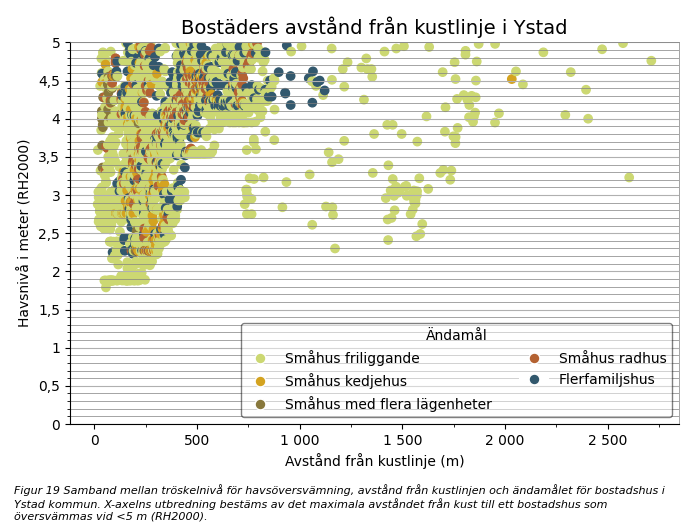 Bostäders avstånd från kustlinje i Ystad
Havsnivå i meter (RH2000)
5
4,5
4
3,5
3
2,5
2
1,5
1
0,5
0
0
500
1 000
1 500
2 000
2 500
Avstånd från kustlinje (m)
Ändamål
Småhus friliggande
Småhus kedjehus
Småhus med flera lägenheter
Småhus radhus
Flerfamiljshus
Figur 19 Samband mellan tröskelnivå för havsöversvämning, avstånd från kustlinjen och ändamålet för bostadshus i
Ystad kommun. X-axelns utbredning bestäms av det maximala avståndet från kust till ett bostadshus som
översvämmas vid <5 m (RH2000).